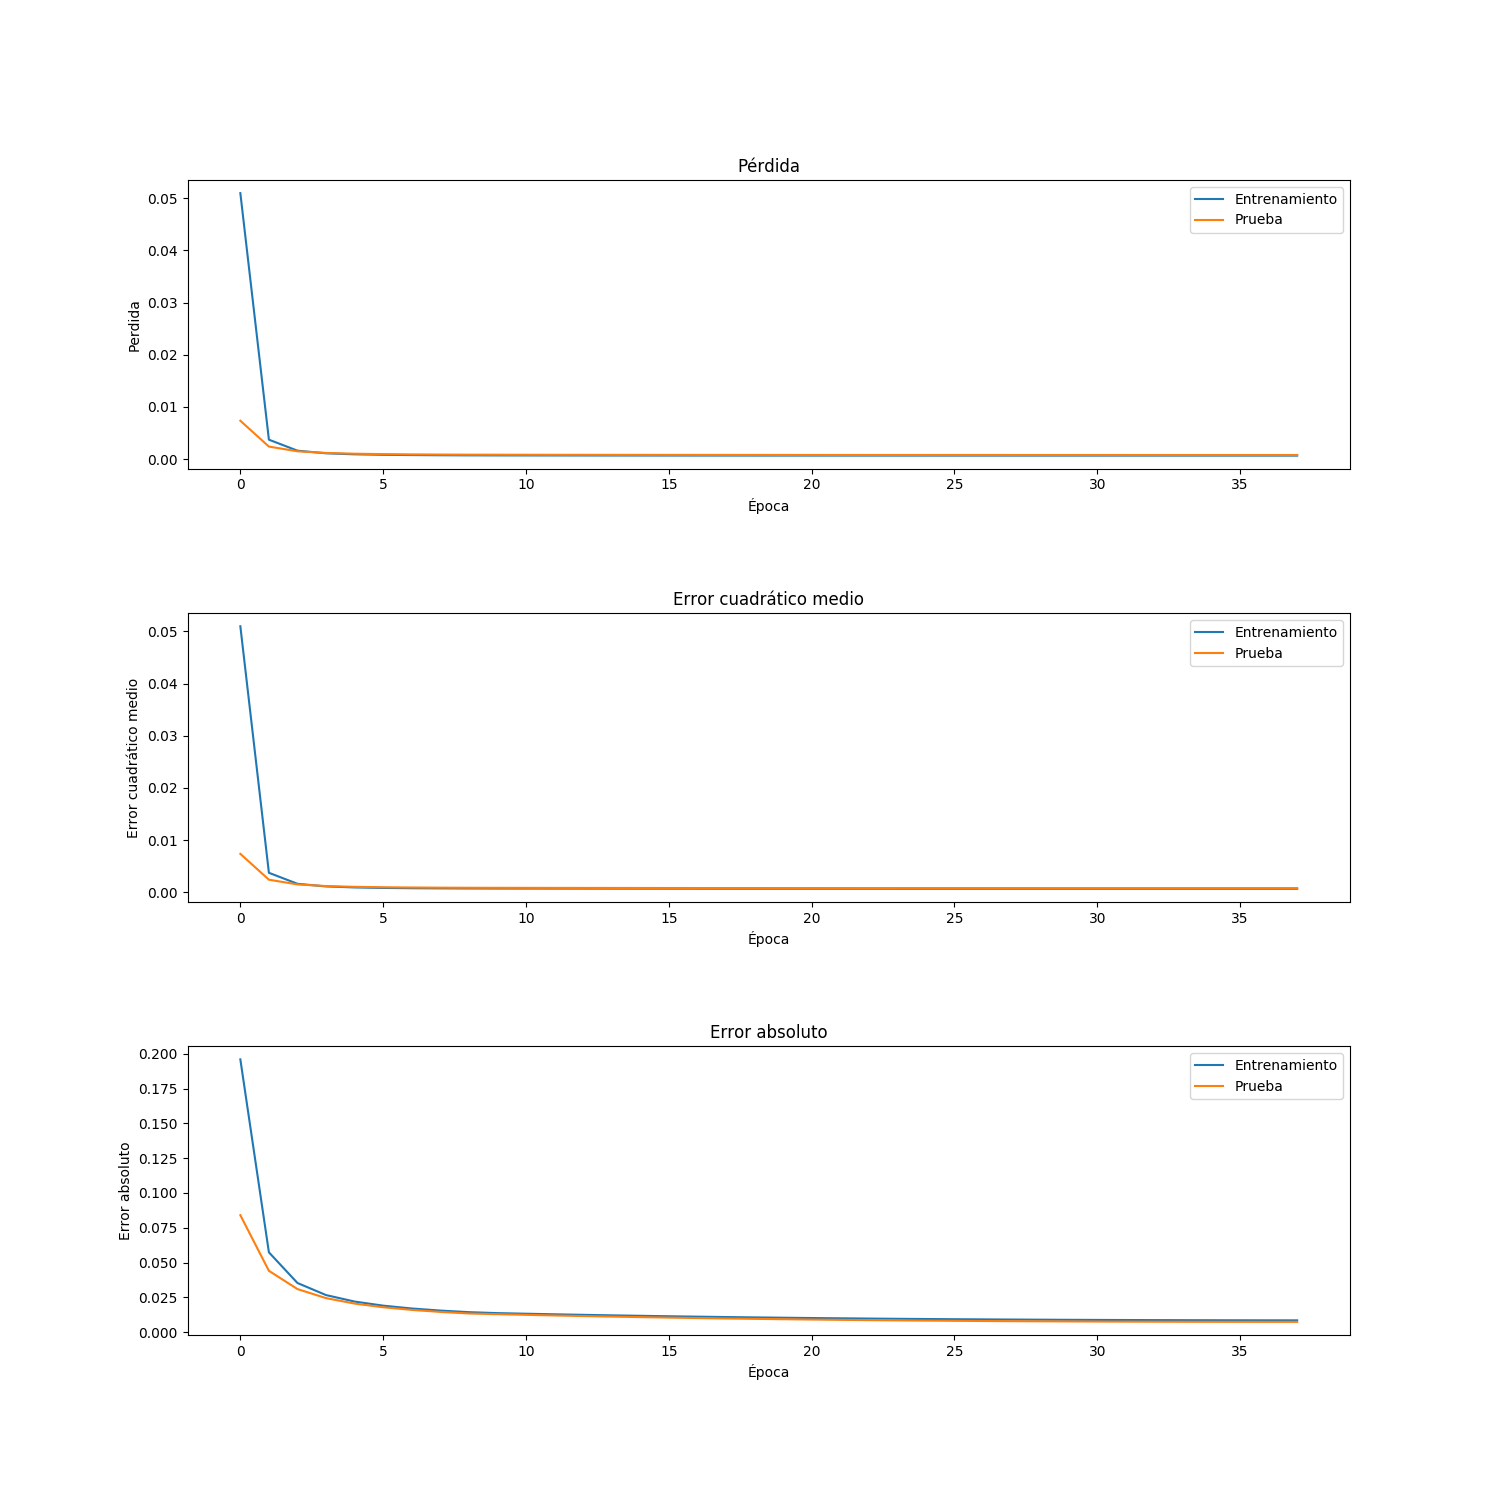 Pérdida
0.05
0.04
0.03
0.02
0.01
0.00
Perdida
Entrenamiento
Prueba
0 5 10 15 20 25 30 35
Época
Error cuadrático medio
0.05
0.04
0.03
0.02
0.01
0.00
Error cuadrático medio
Entrenamiento
Prueba
0 5 10 15 20 25 30 35
Época
Error absoluto
0.200
0.175
0.150
0.125
0.100
0.075
0.050
0.025
0.000
Error absoluto
Entrenamiento
Prueba
0 5 10 15 20 25 30 35
Época